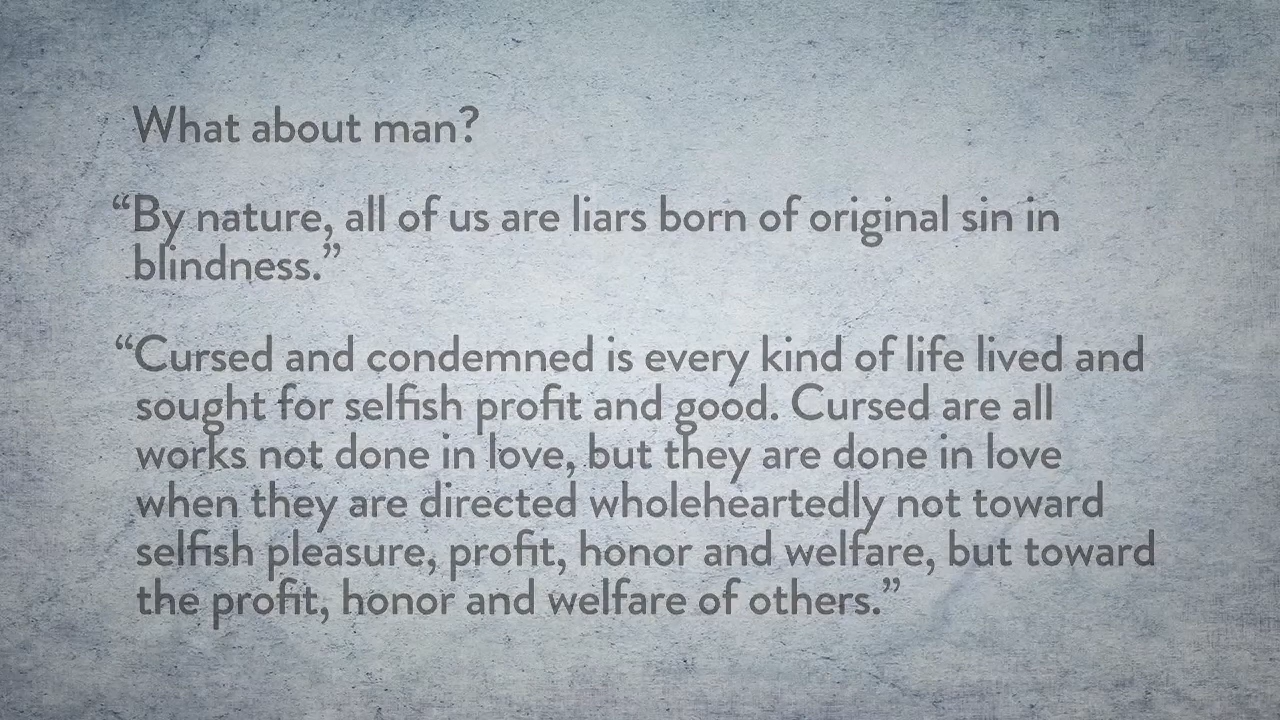 What about man?
“By nature, all of us are liars born of original sin in
blindness.”
“Cursed and condemned is every kind of life lived and
sought for selfish profit and good. Cursed are all
works not done in love, but they are done in love
when they are directed wholeheartedly not toward
selfish pleasure, profit, honor and welfare, but toward
the profit, honor and welfare of others.”